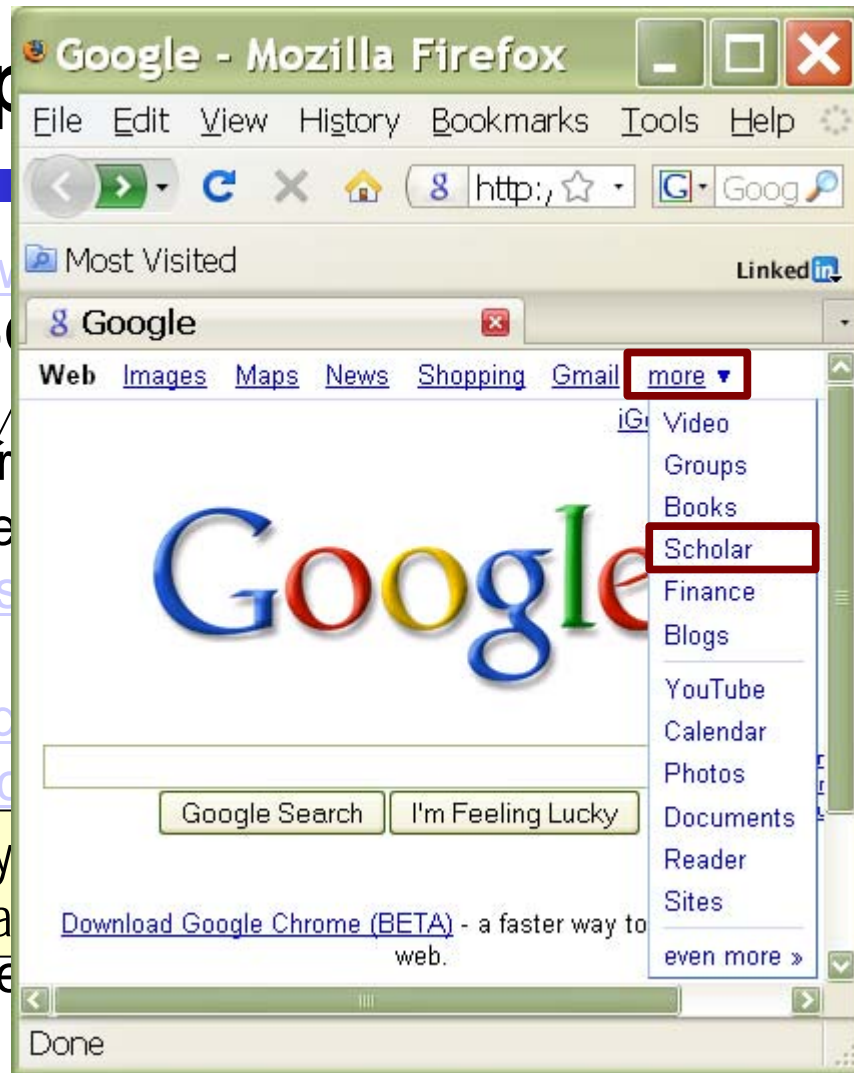 Google - Mozilla Firefox
File Edit View History Bookmarks Tools Help
8 http:/ G Goog
Most Visited Linked in
8 Google
Web Images Maps News Shopping Gmail more ▼
Video
Groups
Books
Scholar
Finance
Blogs
YouTube
Calendar
Photos
Documents
Reader
Sites
even more »
Google
Google Search I'm Feeling Lucky
Download Google Chrome (BETA) - a faster way to
web.
Done